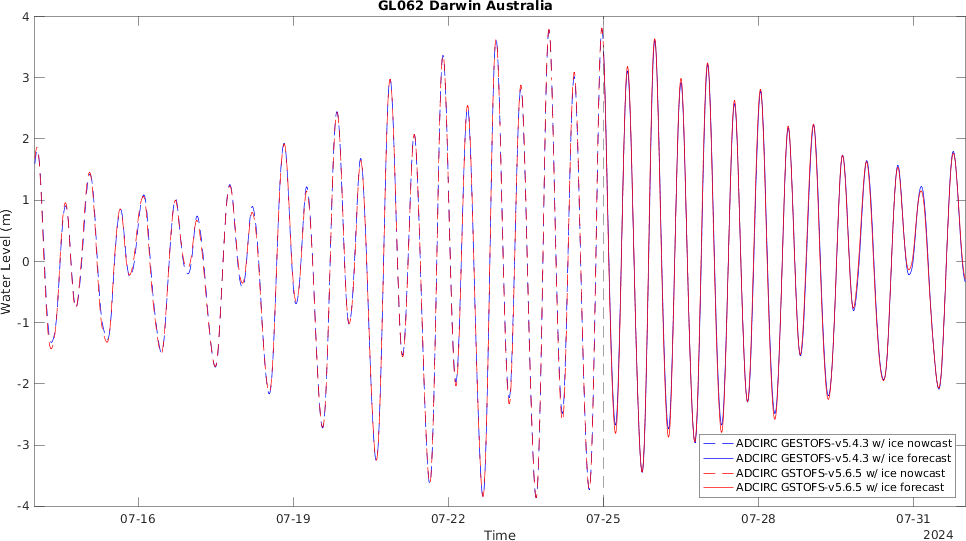 GL062 Darwin Australia
4
3
2
1
0
-1
-2
-3
-4
Water Level (m)
07-16
07-19
07-22
07-25
07-28
07-31
Time
2024
ADCIRC GESTOFS-v5.4.3 w/ ice nowcast
ADCIRC GESTOFS-v5.4.3 w/ ice forecast
ADCIRC GSTOFS-v5.6.5 w/ ice nowcast
ADCIRC GSTOFS-v5.6.5 w/ ice forecast